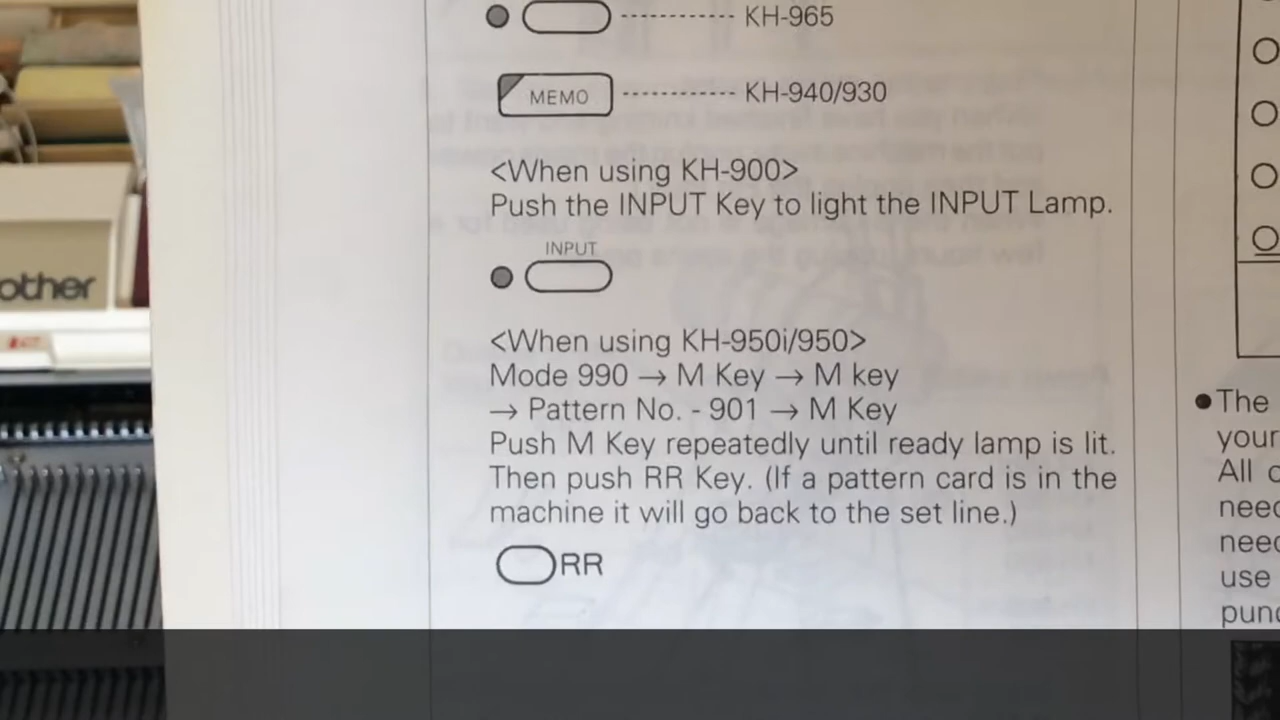 KH-965
MEMO ----------- KH-940/930
<When using KH-900>
Push the INPUT Key to light the INPUT Lamp.
INPUT
<When using KH-950i/950>
Mode 990 → M Key → M key
→ Pattern No. - 901 → M Key
Push M Key repeatedly until ready lamp is lit.
Then push RR Key. (If a pattern card is in the
machine it will go back to the set line.)
RR
other
The
your
All
use